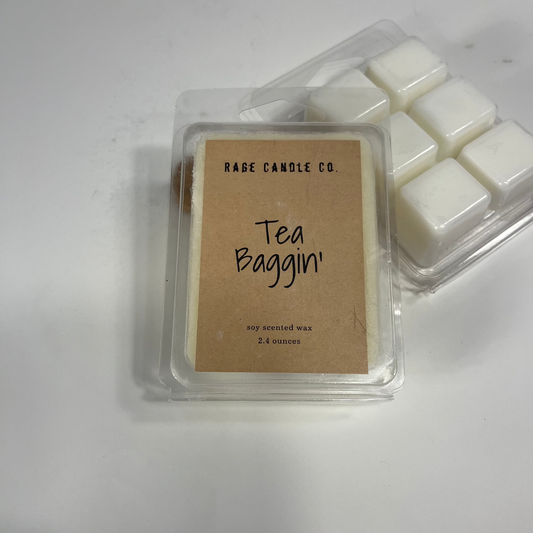 RAGE CANDLE CO.
Tea
Baggin'
soy scented wax
2.4 ounces